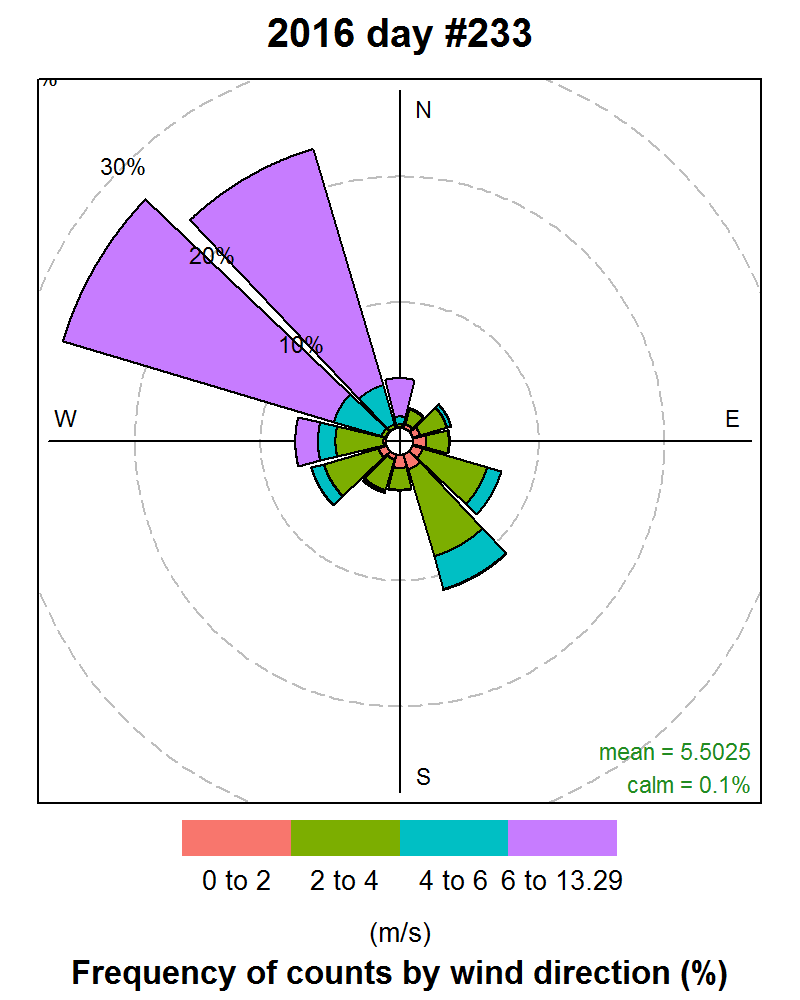 2016 day #233
%
N
30%
20%
10%
W
E
S
mean = 5.5025
calm = 0.1%
0 to 2 2 to 4 4 to 6 6 to 13.29
(m/s)
Frequency of counts by wind direction (%)